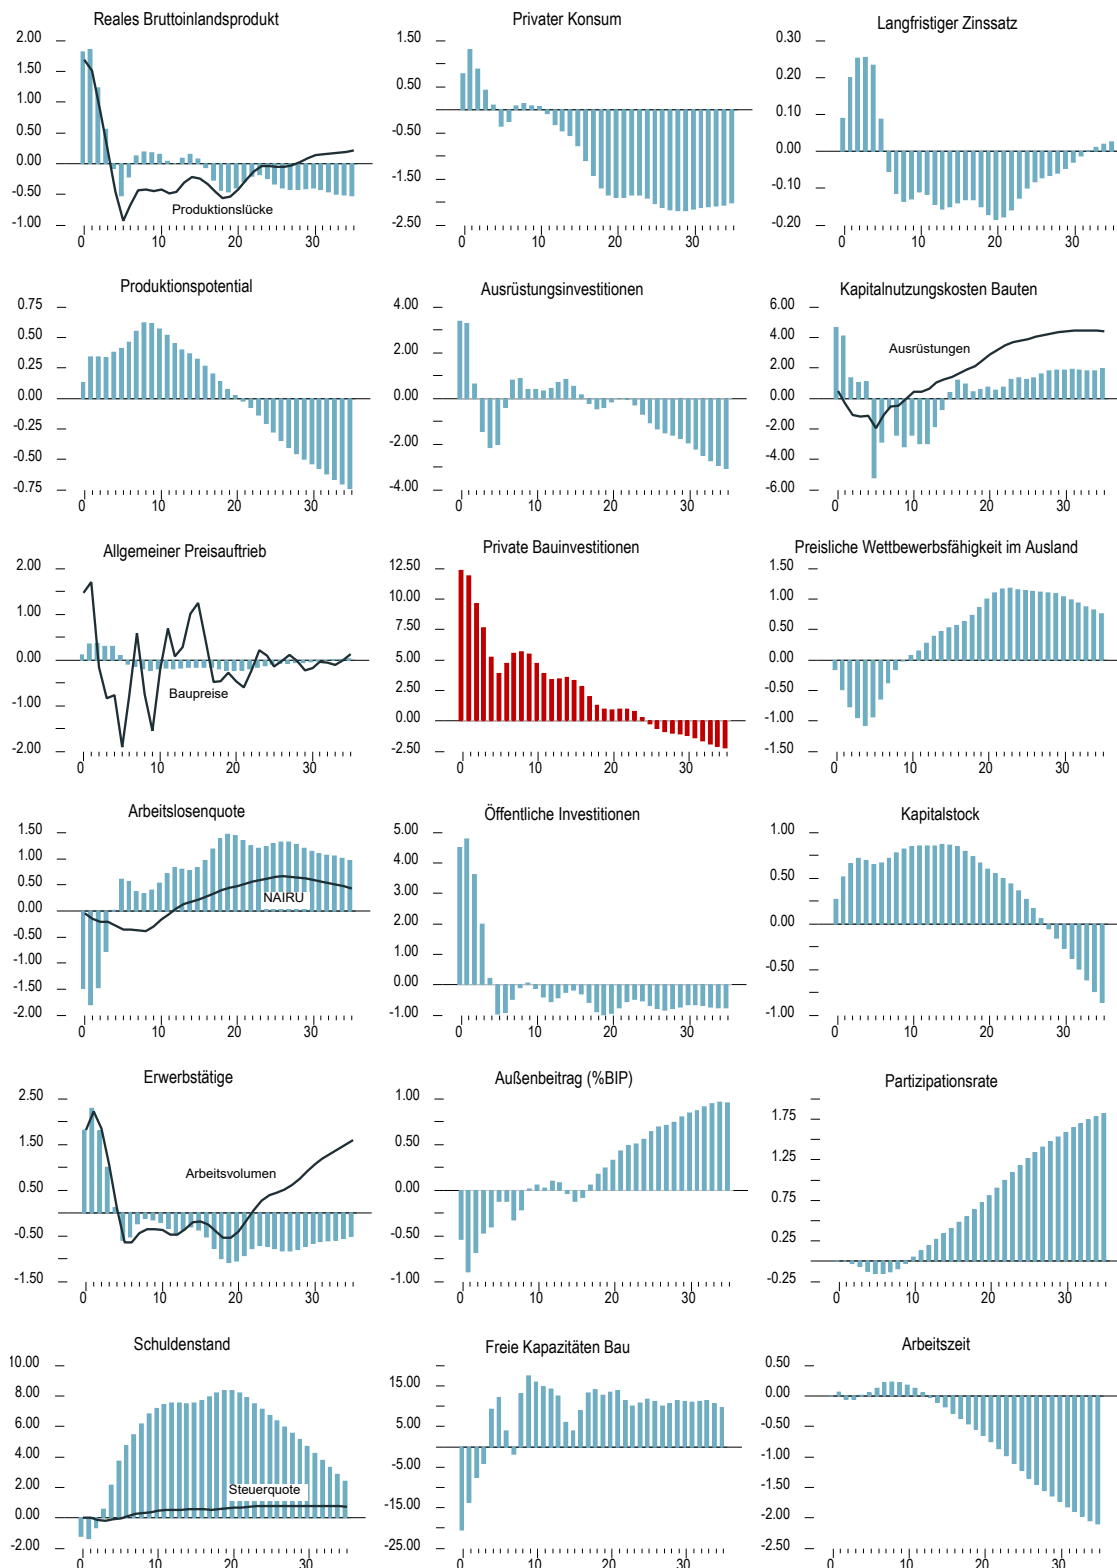 Reales Bruttoinlandsprodukt
2.00
1.00
0.00
-0.50
-1.00
Produktionslücke
0 10 20 30
Privater Konsum
1.50
0.50
-0.50
-1.50
-2.50
0 10 20 30
Langfristiger Zinssatz
0.30
0.20
0.10
0.00
-0.10
-0.20
0 10 20 30
Produktionspotential
0.75
0.50
0.25
0.00
-0.25
-0.50
-0.75
0 10 20 30
Ausrüstungsinvestitionen
4.00
2.00
0.00
-2.00
-4.00
0 10 20 30
Kapitalnutzungskosten Bauten
6.00
4.00
2.00
0.00
-2.00
-4.00
-6.00
Ausrüstungen
0 10 20 30
Allgemeiner Preisauftrieb
2.00
1.00
0.00
-1.00
-2.00
Baupreise
0 10 20 30
Private Bauinvestitionen
12.50
10.00
7.50
5.00
2.50
0.00
-2.50
0 10 20 30
Preisliche Wettbewerbsfähigkeit im Ausland
1.50
1.00
0.50
0.00
-0.50
-1.00
-1.50
0 10 20 30
Arbeitslosenquote
1.50
1.00
0.50
0.00
-0.50
-1.00
-1.50
-2.00
NAIRU
0 10 20 30
Öffentliche Investitionen
5.00
4.00
3.00
2.00
1.00
0.00
-1.00
0 10 20 30
Kapitalstock
1.00
0.50
0.00
-0.50
-1.00
0 10 20 30
Erwerbstätige
2.50
1.50
0.50
-0.50
-1.50
Arbeitsvolumen
0 10 20 30
Außenbeitrag (%BIP)
1.00
0.50
0.00
-0.50
-1.00
0 10 20 30
Partizipationsrate
1.75
1.25
0.75
0.25
-0.25
0 10 20 30
Schuldenstand
10.00
8.00
6.00
4.00
2.00
0.00
-2.00
Steuerquote
0 10 20 30
Freie Kapazitäten Bau
15.00
5.00
-5.00
-15.00
-25.00
0 10 20 30
Arbeitszeit
0.50
0.00
-0.50
-1.00
-1.50
-2.00
-2.50
0 10 20 30